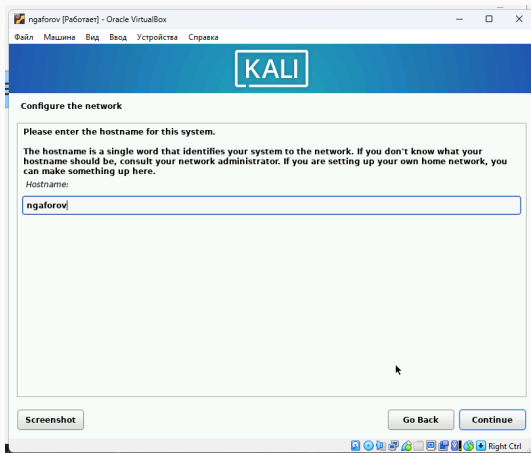 ngaforov [Работает] - Oracle VirtualBox
Файл Машина Вид Ввод Устройства Справка
KALI
Configure the network
Please enter the hostname for this system.
The hostname is a single word that identifies your system to the network. If you don't know what your
hostname should be, consult your network administrator. If you are setting up your own home network, you
can make something up here.
Hostname:
ngaforov
Screenshot Go Back Continue
Right Ctrl